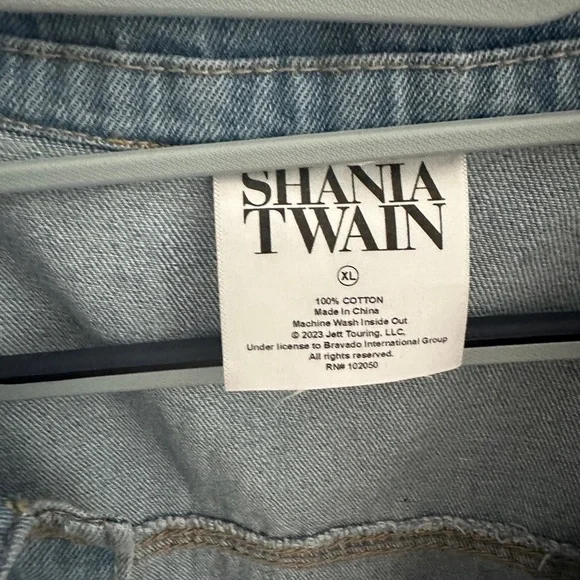 SHANIA
TWAIN
XL
100% COTTON
Made In China
Machine Wash Inside Out
© 2023 Jett Touring, LLC.
Under license to Bravado International Group
All rights reserved.
RN# 102050